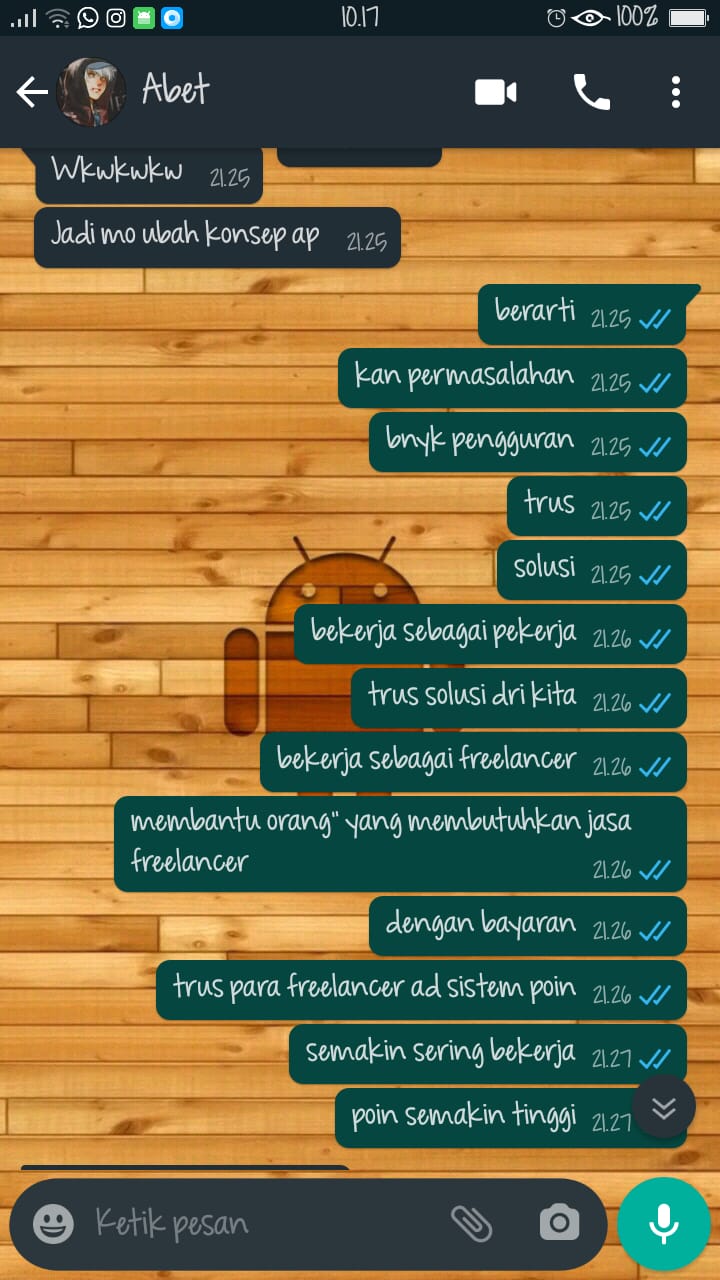 10.17
100%
Abet
Wkwkwkw 21.25
Jadi mo ubah konsep ap 21.25
berarti 21.25
kan permasalahan 21.25
bnyk pengguran 21.25
trus 21.25
solusi 21.25
bekerja sebagai pekerja 21.26
trus solusi dri kita 21.26
bekerja sebagai freelancer 21.26
membantu orang" yang membutuhkan jasa
freelancer 21.26
dengan bayaran 21.26
trus para freelancer ad sistem poin 21.26
semakin sering bekerja 21.27
poin semakin tinggi 21.27
Ketik pesan